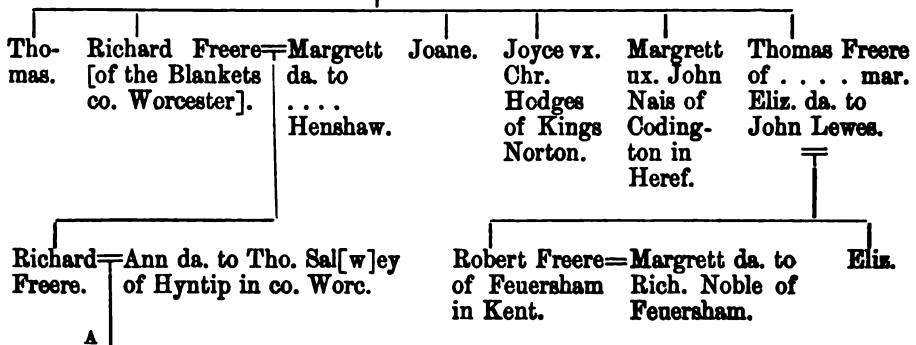 Tho-
mas.
Richard Freere=Margrett
[of the Blankets da. to
co. Worcester]. . . . .
Henshaw.
Joane.
Joyce vx.
Chr.
Hodges
of Kings
Norton.
Margrett
ux. John
Nais of
Coding-
ton in
Heref.
Thomas Freere
of . . . . mar.
Eliz. da. to
John Lewes.
Richard=Ann da. to Tho. Sal[w]ey
Freere. of Hyntip in co. Worc.
Robert Freere=Margrett da. to
of Feuersham Rich. Noble of
in Kent. Feuersham.
Eliz.
A